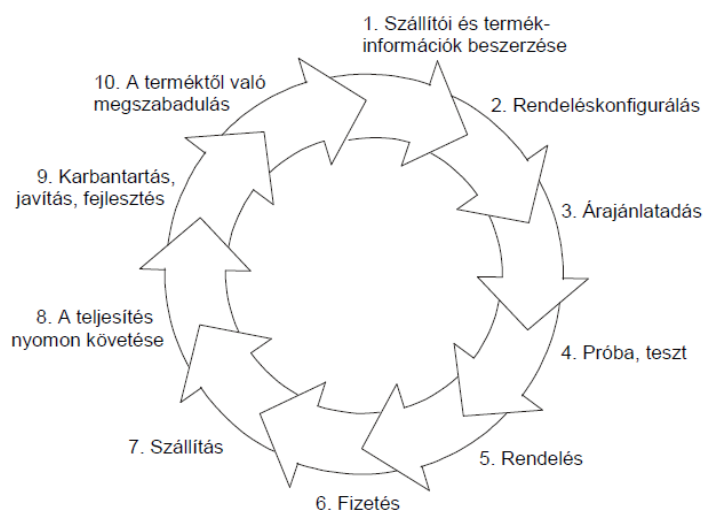 1. Szállítói és termék-
információk beszerzése
2. Rendeléskonfigurálás
3. Árajánlatadás
4. Próba, teszt
5. Rendelés
6. Fizetés
7. Szállítás
8. A teljesítés
nyomon követése
9. Karbantartás,
javítás, fejlesztés
10. A terméktől való
megszabadulás